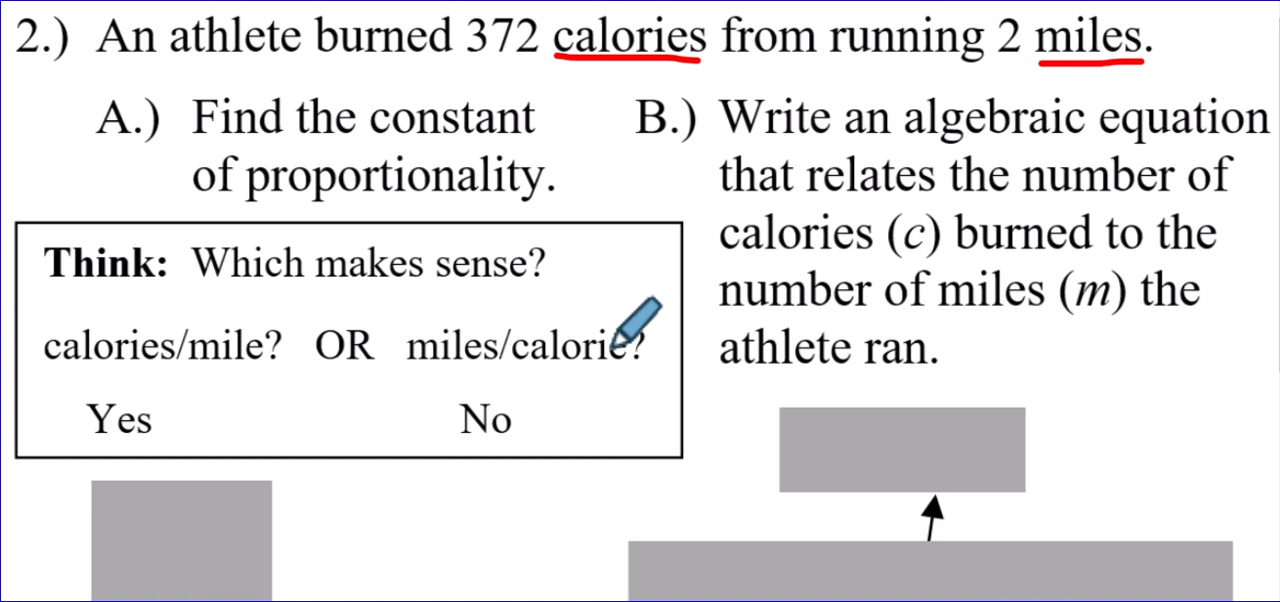 2.) An athlete burned 372 calories from running 2 miles.
A.) Find the constant
of proportionality.
Think: Which makes sense?
calories/mile? OR miles/calorie?
Yes No
B.) Write an algebraic equation
that relates the number of
calories (c) burned to the
number of miles (m) the
athlete ran.